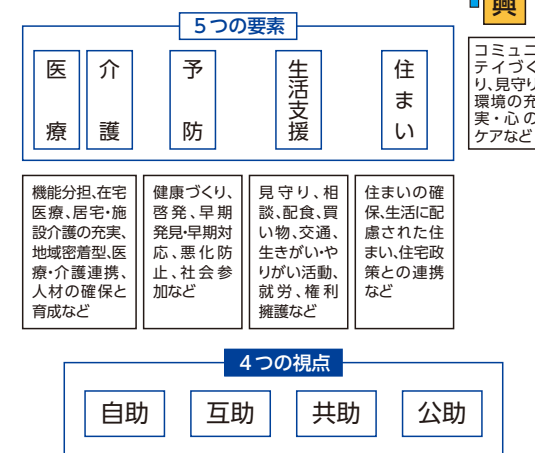 興
5つの要素
医療
介護
予防
生活支援
住まい
コミュニ
テイづく
り、見守り
環境の充
実・心の
ケアなど
機能分担、在宅
医療、居宅・施
設介護の充実、
地域密着型、医
療・介護連携、
人材の確保と
育成など
健康づくり、
啓発、早期
発見・早期対
応、悪化防
止、社会参
加など
見守り、相
談、配食、買
い物、交通、
生きがい・や
りがい活動、
就労、権利
擁護など
住まいの確
保、生活に配
慮された住
まい、住宅政
策との連携
など
4つの視点
自助
互助
共助
公助